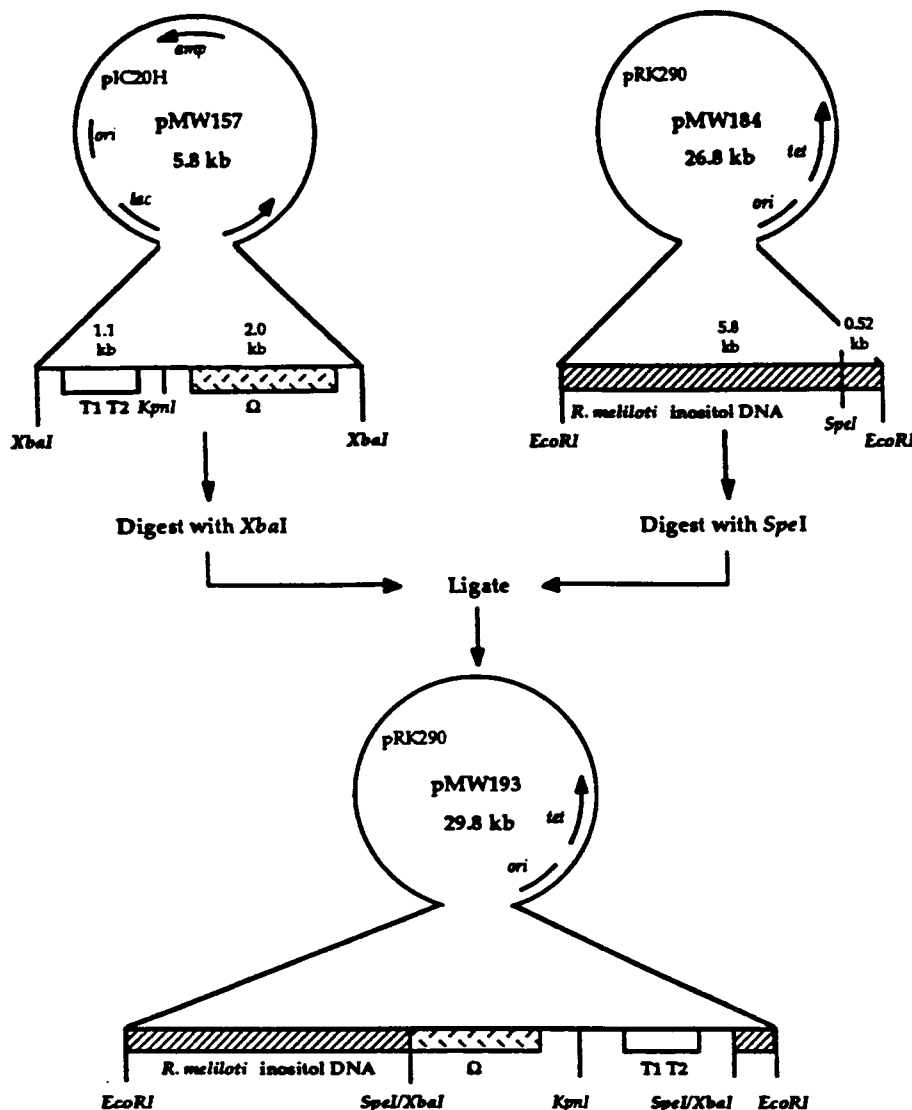 amp
pIC20H
pMW157
5.8 kb
ori
lac
1.1 kb
2.0 kb
T1 T2
KpnI
Ω
XbaI
XbaI
Digest with XbaI
pRK290
pMW184
26.8 kb
tet
ori
5.8 kb
0.52 kb
R. meliloti inositol DNA
SpeI
EcoRI
EcoRI
Digest with SpeI
Ligate
pRK290
pMW193
29.8 kb
tet
ori
R. meliloti inositol DNA
Ω
T1 T2
EcoRI
SpeI/XbaI
KpnI
SpeI/XbaI
EcoRI